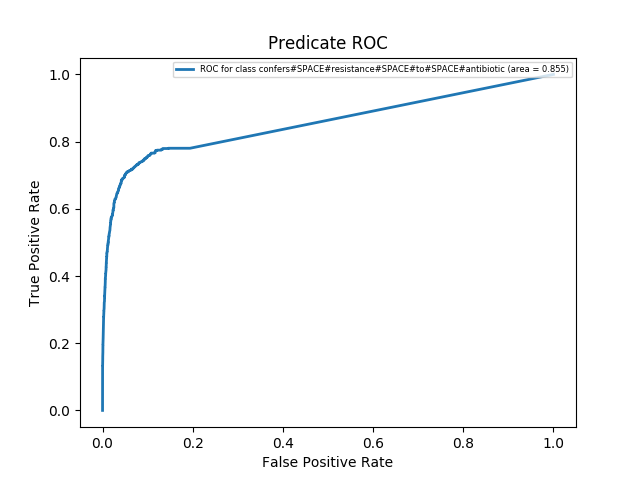 Predicate ROC
ROC for class confers#SPACE#resistance#SPACE#to#SPACE#antibiotic (area = 0.855)
1.0
0.8
0.6
0.4
0.2
0.0
True Positive Rate
0.0 0.2 0.4 0.6 0.8 1.0
False Positive Rate